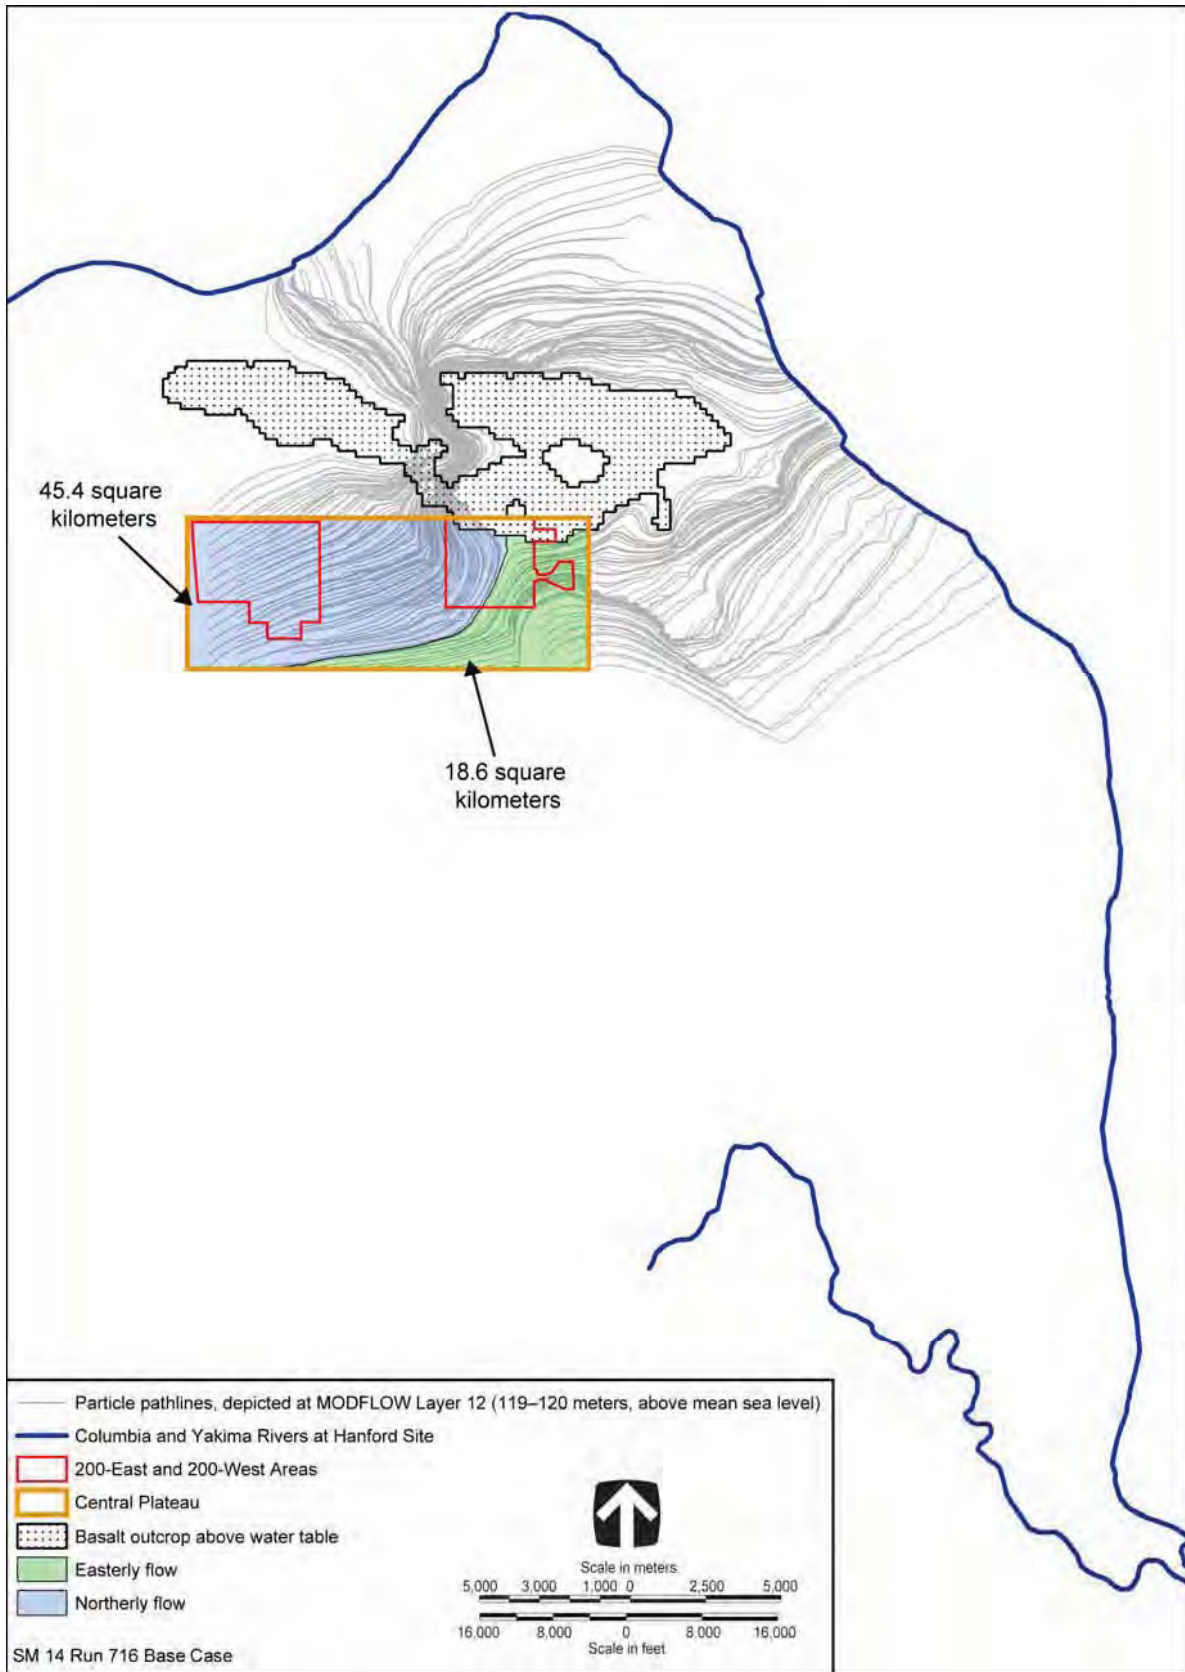 45.4 square
kilometers
18.6 square
kilometers
Particle pathlines, depicted at MODFLOW Layer 12 (119–120 meters, above mean sea level)
Columbia and Yakima Rivers at Hanford Site
200-East and 200-West Areas
Central Plateau
Basalt outcrop above water table
Easterly flow
Northerly flow
Scale in meters
5,000 3,000 1,000 0 2,500 5,000
16,000 8,000 0 8,000 16,000
Scale in feet
SM 14 Run 716 Base Case